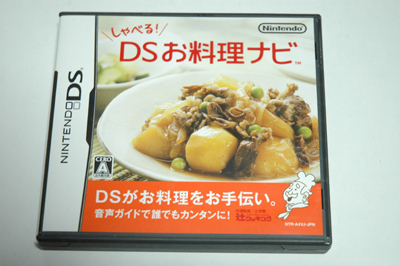 しゃべる!
Nintendo
DSお料理ナビ
TM
NINTENDO DS
CERO
A
DSがお料理をお手伝い。
音声ガイドで誰でもカンタンに!